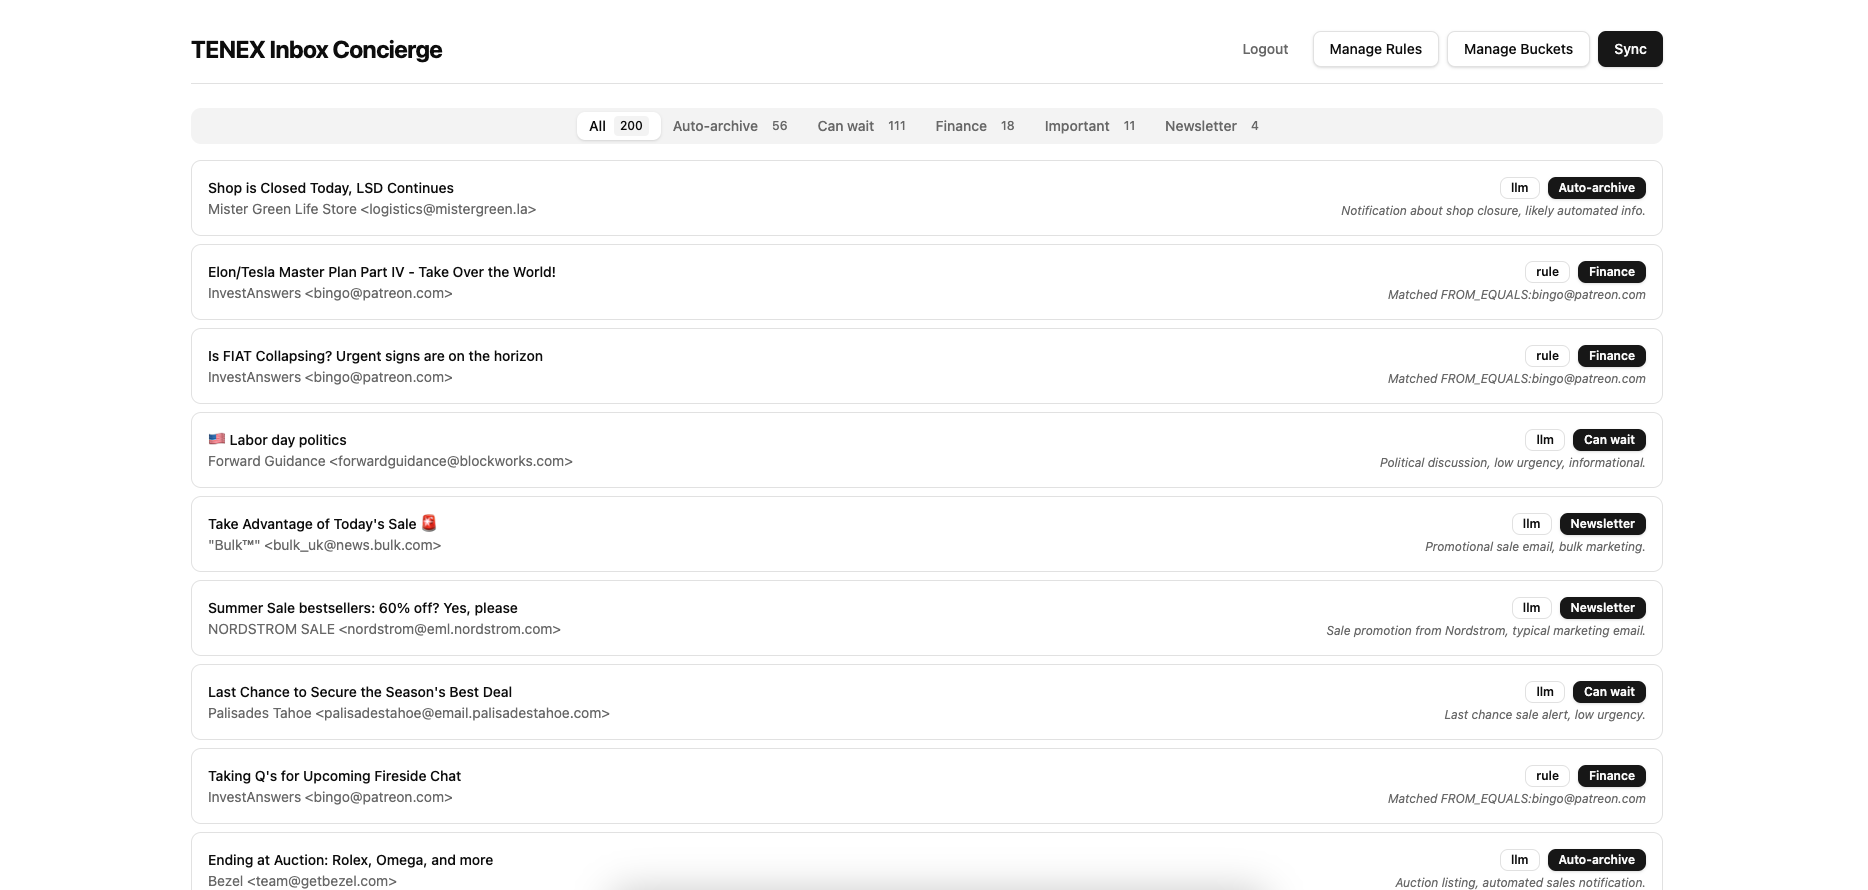 TENEX Inbox Concierge
Logout Manage Rules Manage Buckets Sync
All 200 Auto-archive 56 Can wait 111 Finance 18 Important 11 Newsletter 4
Shop is Closed Today, LSD Continues
llm Auto-archive
Mister Green Life Store <logistics@mistergreen.la>
Notification about shop closure, likely automated info.
Elon/Tesla Master Plan Part IV - Take Over the World!
rule Finance
InvestAnswers <bingo@patreon.com>
Matched FROM_EQUALS:bingo@patreon.com
Is FIAT Collapsing? Urgent signs are on the horizon
rule Finance
InvestAnswers <bingo@patreon.com>
Matched FROM_EQUALS:bingo@patreon.com
🇺🇸 Labor day politics
llm Can wait
Forward Guidance <forwardguidance@blockworks.com>
Political discussion, low urgency, informational.
Take Advantage of Today's Sale 🚨
llm Newsletter
"Bulk™" <bulk_uk@news.bulk.com>
Promotional sale email, bulk marketing.
Summer Sale bestsellers: 60% off? Yes, please
llm Newsletter
NORDSTROM SALE <nordstrom@eml.nordstrom.com>
Sale promotion from Nordstrom, typical marketing email.
Last Chance to Secure the Season's Best Deal
llm Can wait
Palisades Tahoe <palisadestahoe@email.palisadestahoe.com>
Last chance sale alert, low urgency.
Taking Q's for Upcoming Fireside Chat
rule Finance
InvestAnswers <bingo@patreon.com>
Matched FROM_EQUALS:bingo@patreon.com
Ending at Auction: Rolex, Omega, and more
llm Auto-archive
Bezel <team@getbezel.com>
Auction listing, automated sales notification.